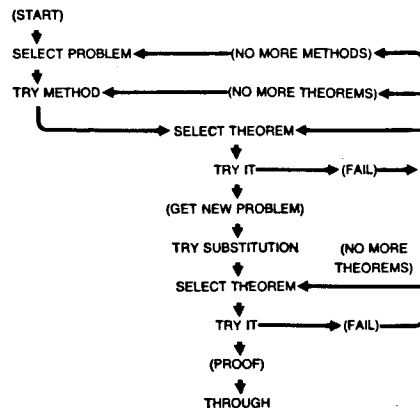 (START)
SELECT PROBLEM (NO MORE METHODS)
TRY METHOD (NO MORE THEOREMS)
SELECT THEOREM
TRY IT (FAIL)
(GET NEW PROBLEM)
TRY SUBSTITUTION (NO MORE
THEOREMS)
SELECT THEOREM
TRY IT (FAIL)
(PROOF)
THROUGH